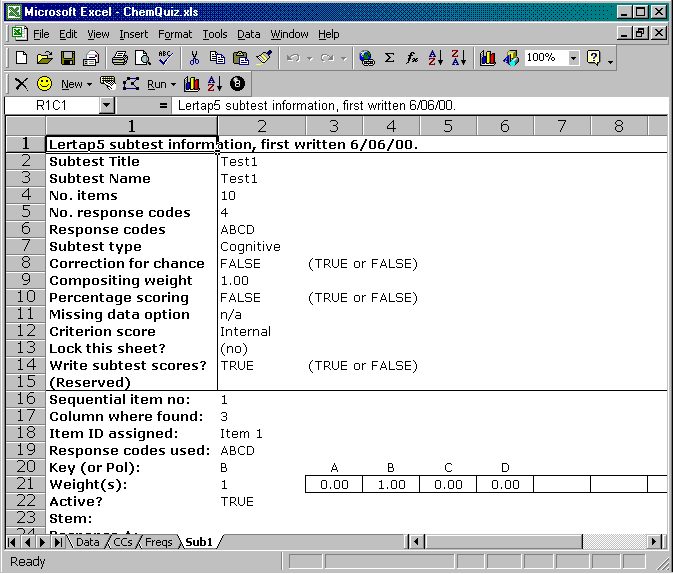 Microsoft Excel - ChemQuiz.xls
File Edit View Insert Format Tools Data Window Help
Σ fx 100% ?
New Run
R1C1 = Lertap5 subtest information, first written 6/06/00.
1 2 3 4 5 6 7 8
1 Lertap5 subtest information, first written 6/06/00.
2 Subtest Title Test1
3 Subtest Name Test1
4 No. items 10
5 No. response codes 4
6 Response codes ABCD
7 Subtest type Cognitive
8 Correction for chance FALSE (TRUE or FALSE)
9 Compositing weight 1.00
10 Percentage scoring FALSE (TRUE or FALSE)
11 Missing data option n/a
12 Criterion score Internal
13 Lock this sheet? (no)
14 Write subtest scores? TRUE (TRUE or FALSE)
15 (Reserved)
16 Sequential item no: 1
17 Column where found: 3
18 Item ID assigned: Item 1
19 Response codes used: ABCD
20 Key (or Pol): B A B C D
21 Weight(s): 1 0.00 1.00 0.00 0.00
22 Active? TRUE
23 Stem:
Data CCs Freqs Sub1
Ready